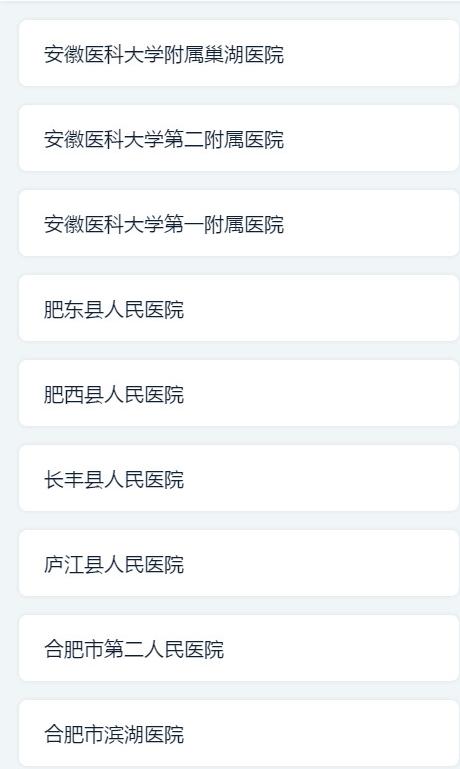 安徽医科大学附属巢湖医院
安徽医科大学第二附属医院
安徽医科大学第一附属医院
肥东县人民医院
肥西县人民医院
长丰县人民医院
庐江县人民医院
合肥市第二人民医院
合肥市滨湖医院